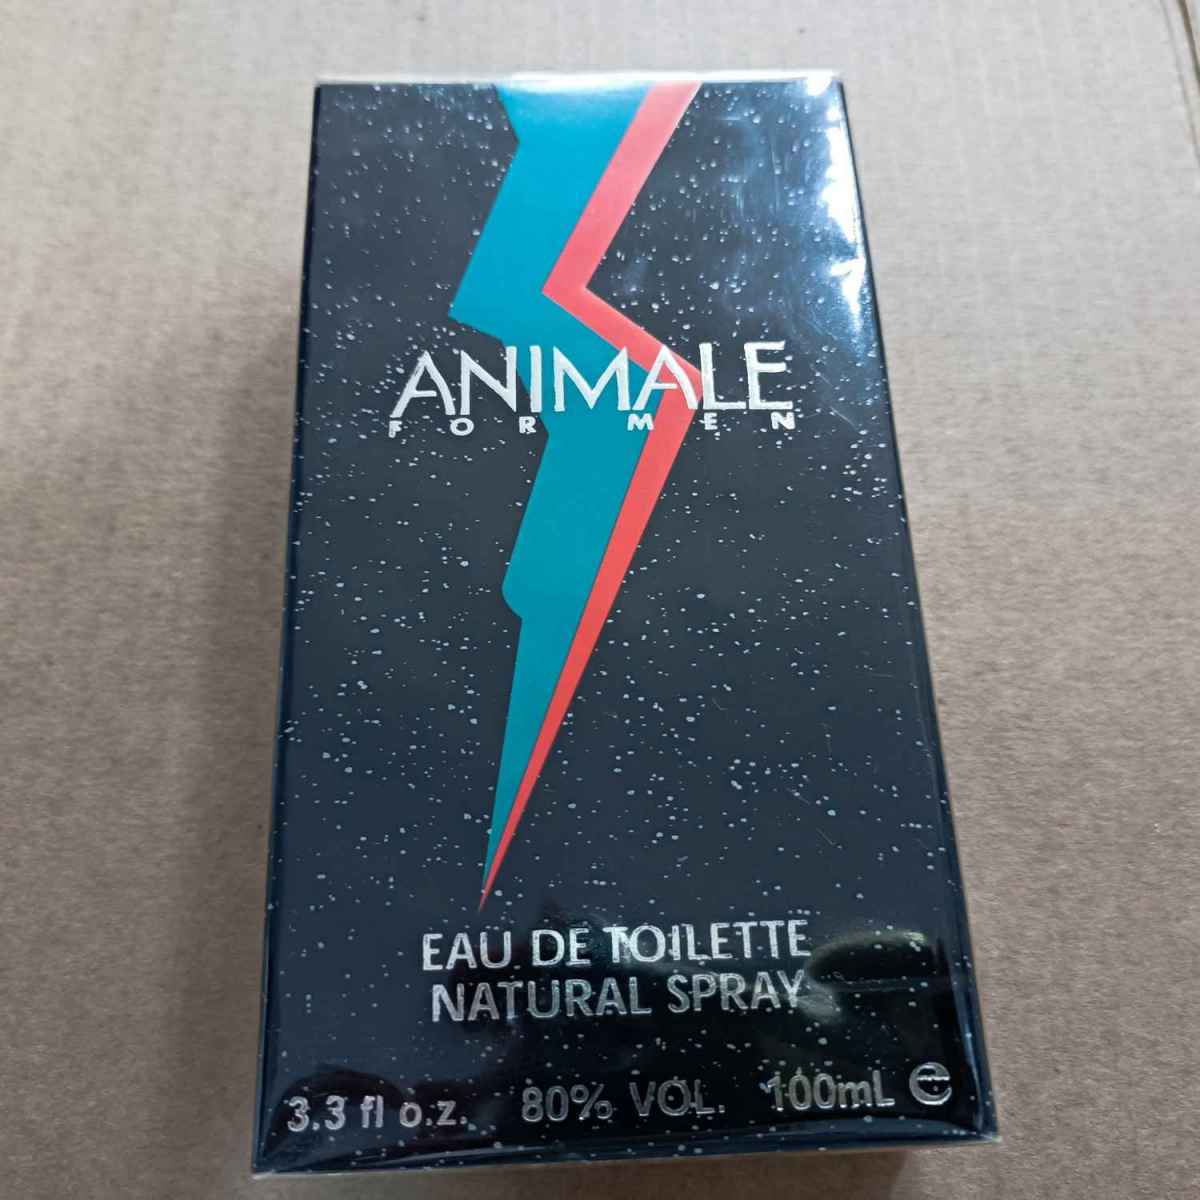 ANIMALE
FOR MEN
EAU DE TOILETTE
NATURAL SPRAY
3.3 fl o.z. 80% VOL. 100mL ℮